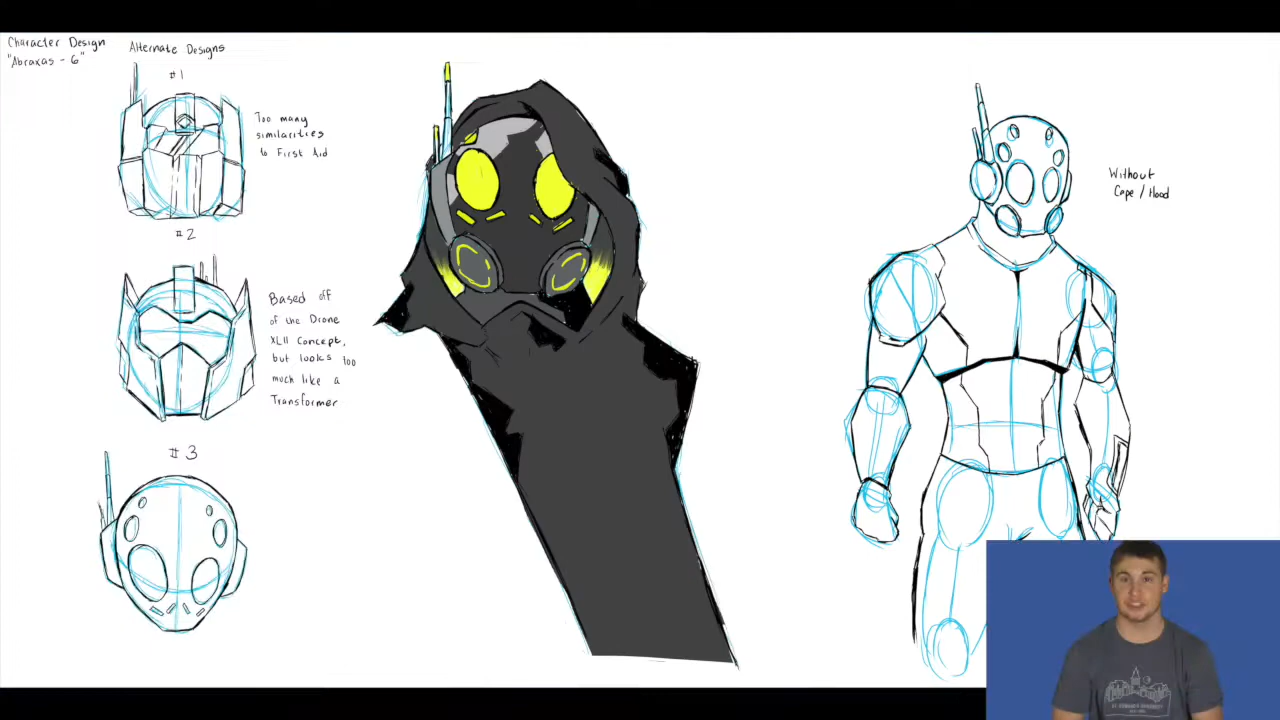 Character Design
"Abraxas - 6"
Alternate Designs
#1
Too many
similarities
to First Aid
#2
Based off
of the Drone
XLII Concept,
but looks too
much like a
Transformer
#3
Without
Cape / Hood